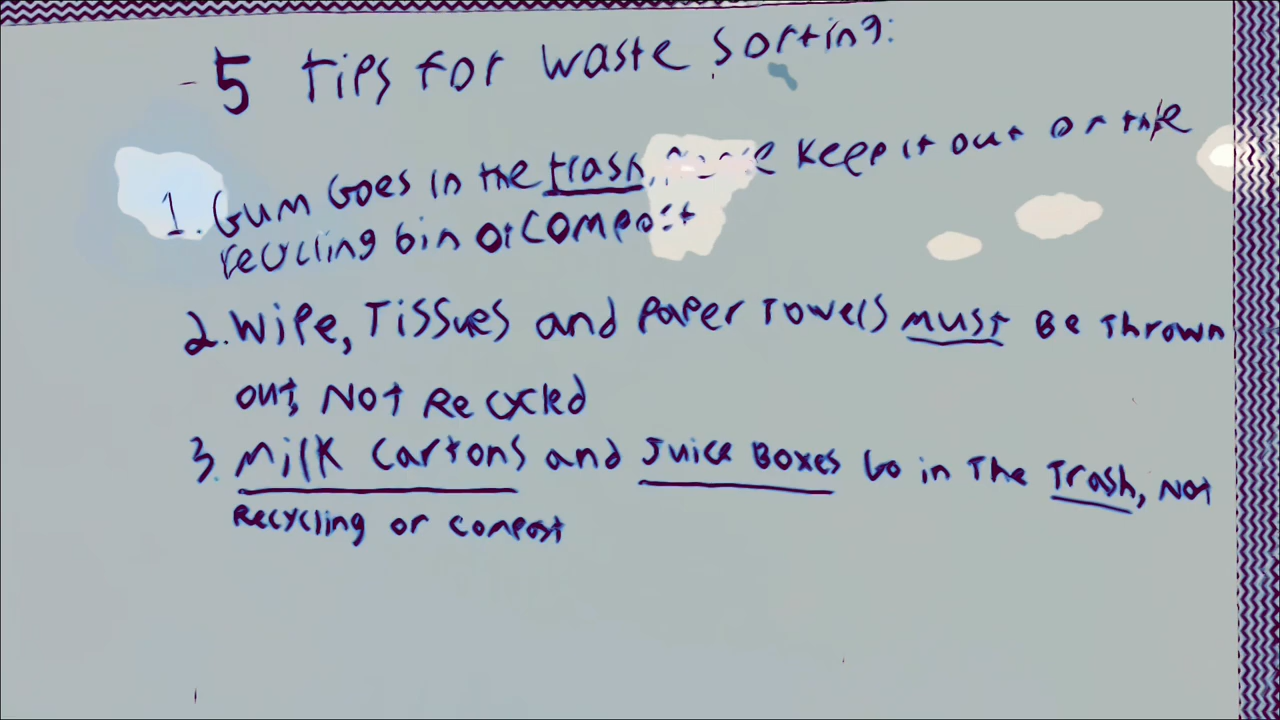 - 5 Tips for waste sorting:
1. Gum Goes in the trash, keep it out or the
recycling bin or compost
2. Wipe, Tissues and Paper Towels must Be Thrown
out, Not Recycled
3. Milk Cartons and Juice Boxes Go in The Trash, Not
Recycling or compost